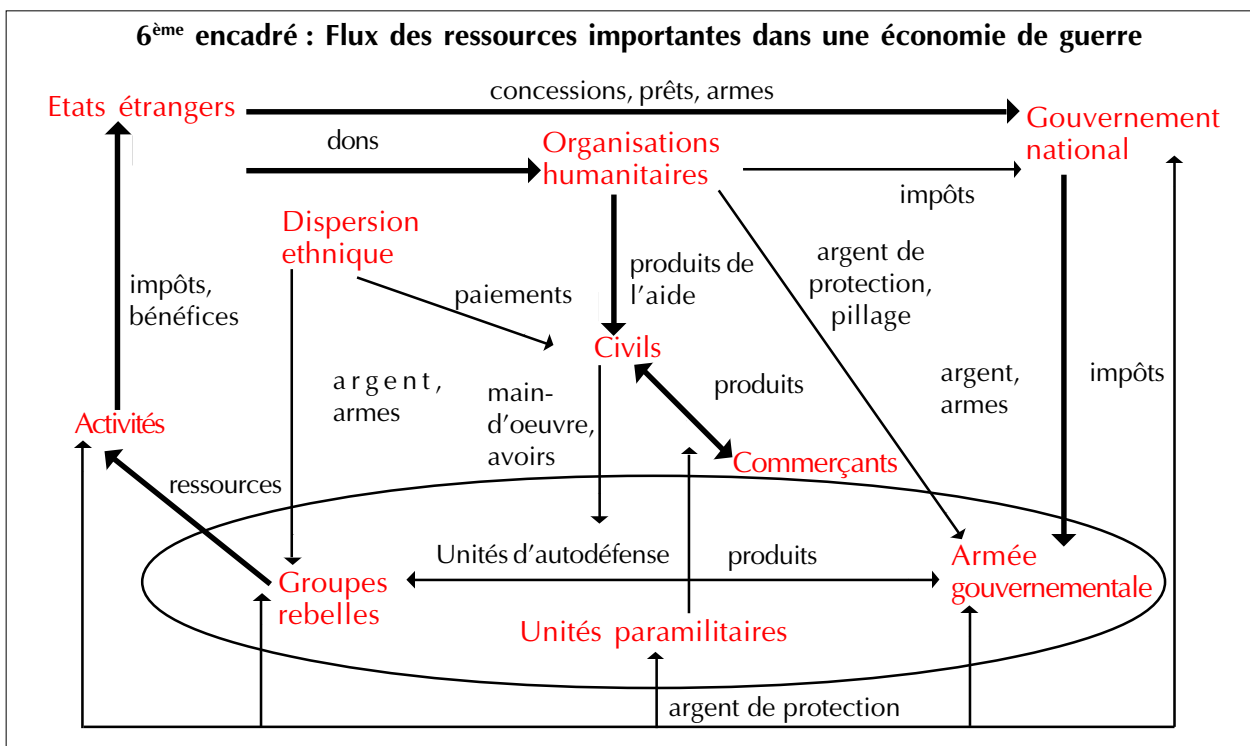 6ème encadré : Flux des ressources importantes dans une économie de guerre
concessions, prêts, armes
Etats étrangers
Gouvernement
national
dons
Organisations
humanitaires
impôts
Dispersion
ethnique
argent de
protection,
pillage
produits de
l'aide
impôts,
bénéfices
paiements
Civils
argent,
armes
produits
argent,
armes
impôts
main-
d'oeuvre,
avoirs
Activités
Commerçants
ressources
Unités d'autodéfense
produits
Armée
gouvernementale
Groupes
rebelles
Unités paramilitaires
argent de protection